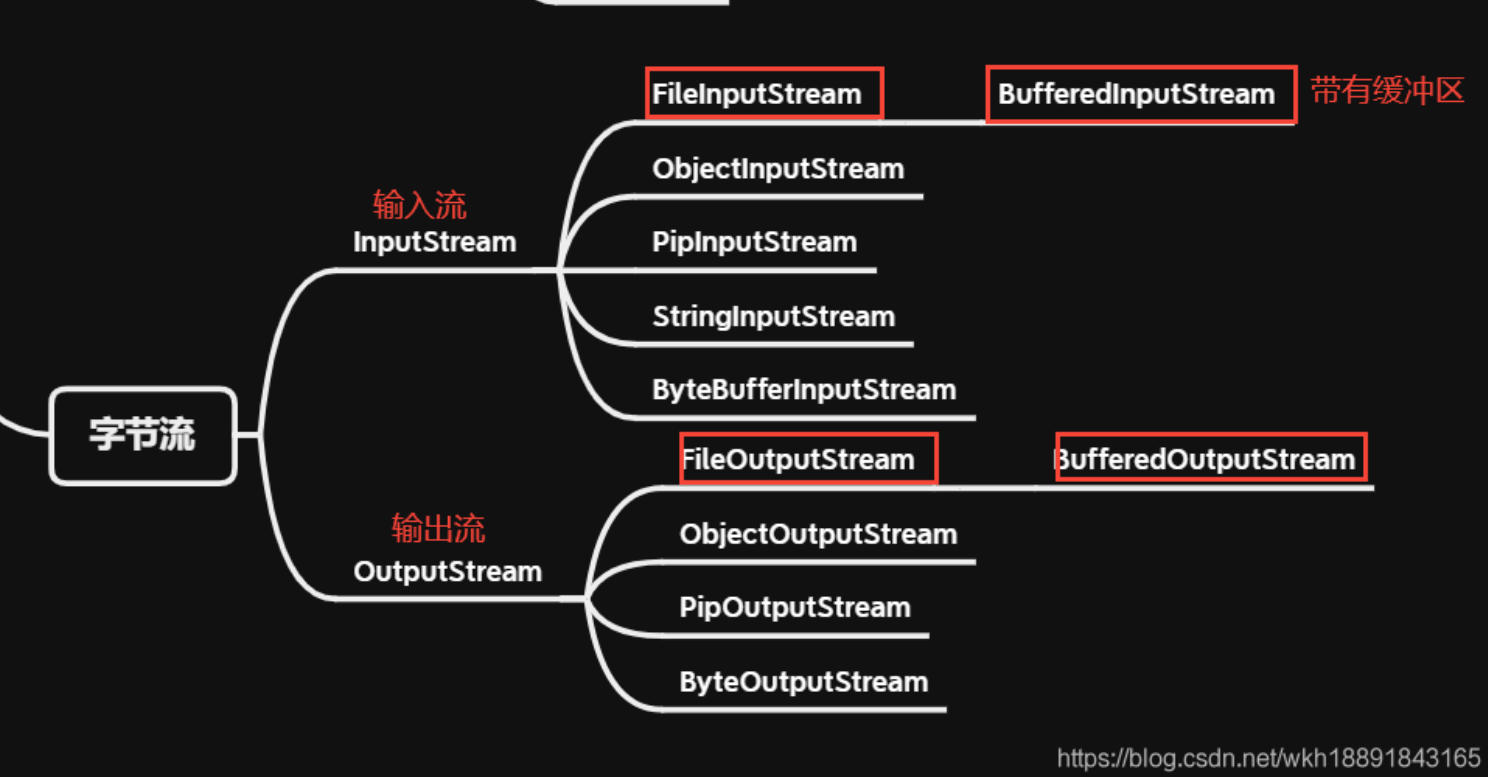 FileInputStream
BufferedInputStream
带有缓冲区
ObjectInputStream
输入流
InputStream
PipInputStream
StringInputStream
ByteBufferInputStream
字节流
FileOutputStream
BufferedOutputStream
输出流
ObjectOutputStream
OutputStream
PipOutputStream
ByteOutputStream
https://blog.csdn.net/wkh18891843165